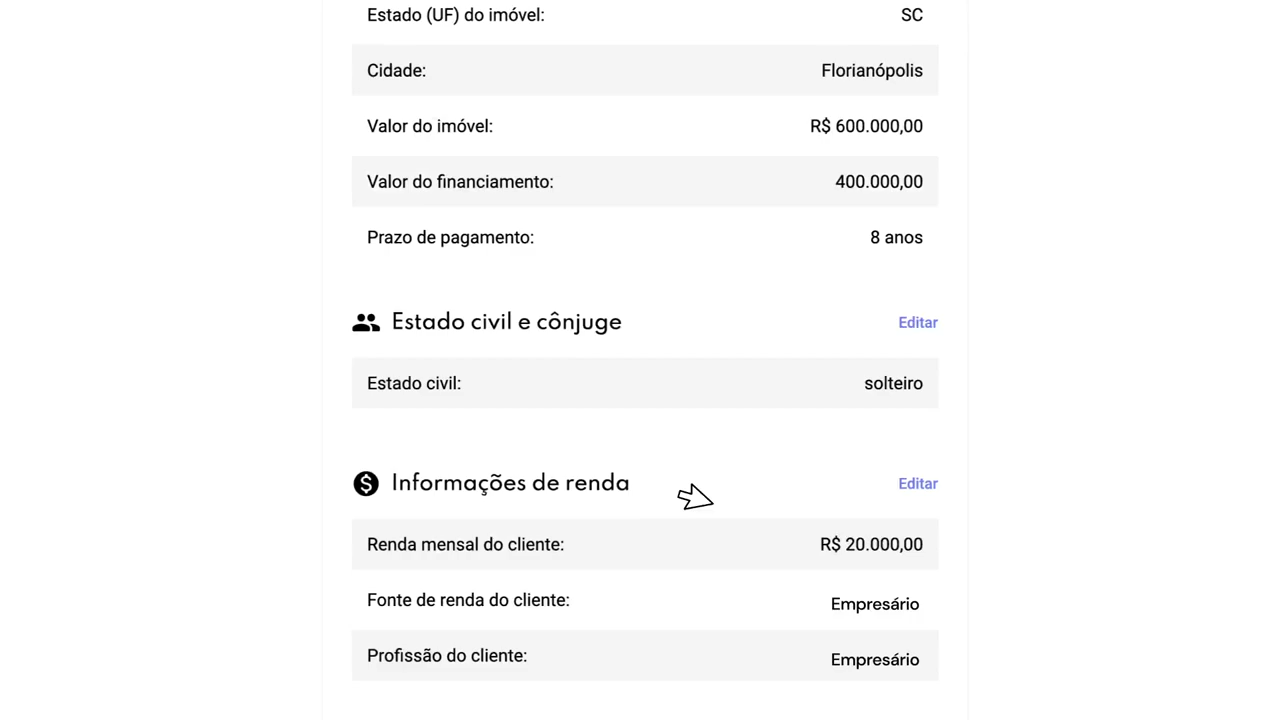 Estado (UF) do imóvel: SC
Cidade: Florianópolis
Valor do imóvel: R$ 600.000,00
Valor do financiamento: 400.000,00
Prazo de pagamento: 8 anos
Estado civil e cônjuge Editar
Estado civil: solteiro
Informações de renda Editar
Renda mensal do cliente: R$ 20.000,00
Fonte de renda do cliente: Empresário
Profissão do cliente: Empresário